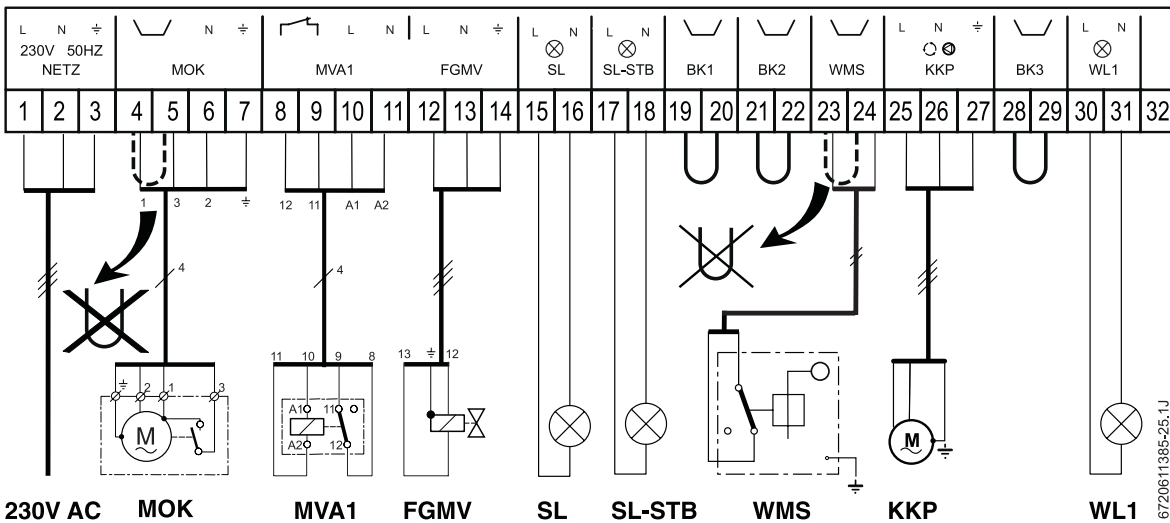 L N ⏚ N ⏚ L N L N ⏚ L N L N L N L N
230V 50HZ
NETZ MOK MVA1 FGMV SL SL-STB BK1 BK2 WMS KKP BK3 WL1
1 2 3 4 5 6 7 8 9 10 11 12 13 14 15 16 17 18 19 20 21 22 23 24 25 26 27 28 29 30 31 32
1 3 2 ⏚ 12 11 A1 A2
4 4
11 10 9 8 13 ⏚ 12
⏚ 2 1 3
A1 11
M
A2 12
M
230V AC MOK MVA1 FGMV SL SL-STB WMS KKP WL1
6720611385-25.1J